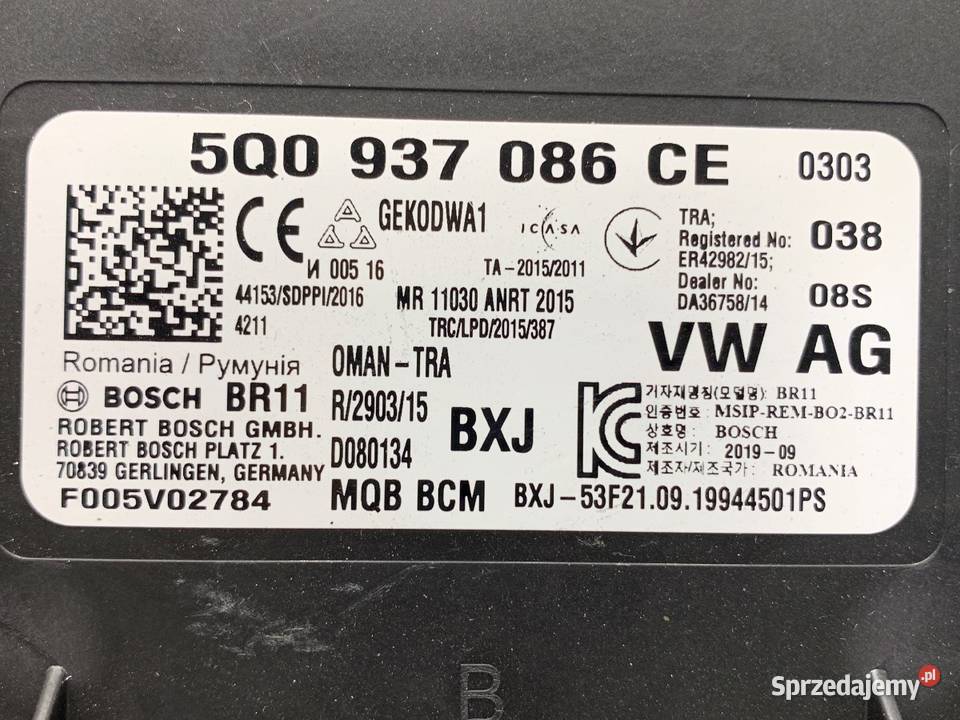 5Q0 937 086 CE 0303
GEKODWA1
ICASA
TRA;
Registered No:
ER42982/15;
Dealer No:
DA36758/14
038
08S
И 005 16
TA-2015/2011
44153/SDPPI/2016
4211
MR 11030 ANRT 2015
TRC/LPD/2015/387
VW AG
Romania / Румунія
OMAN-TRA
BOSCH BR11
R/2903/15
BXJ
ROBERT BOSCH GMBH.
ROBERT BOSCH PLATZ 1.
70839 GERLINGEN, GERMANY
D080134
F005V02784
MQB BCM
BXJ-53F21.09.19944501PS
기자재명칭(모델명): BR11
인증번호: MSIP-REM-BO2-BR11
상호명: BOSCH
제조시기: 2019-09
제조자/제조국가: ROMANIA
B
Sprzedajemy.pl